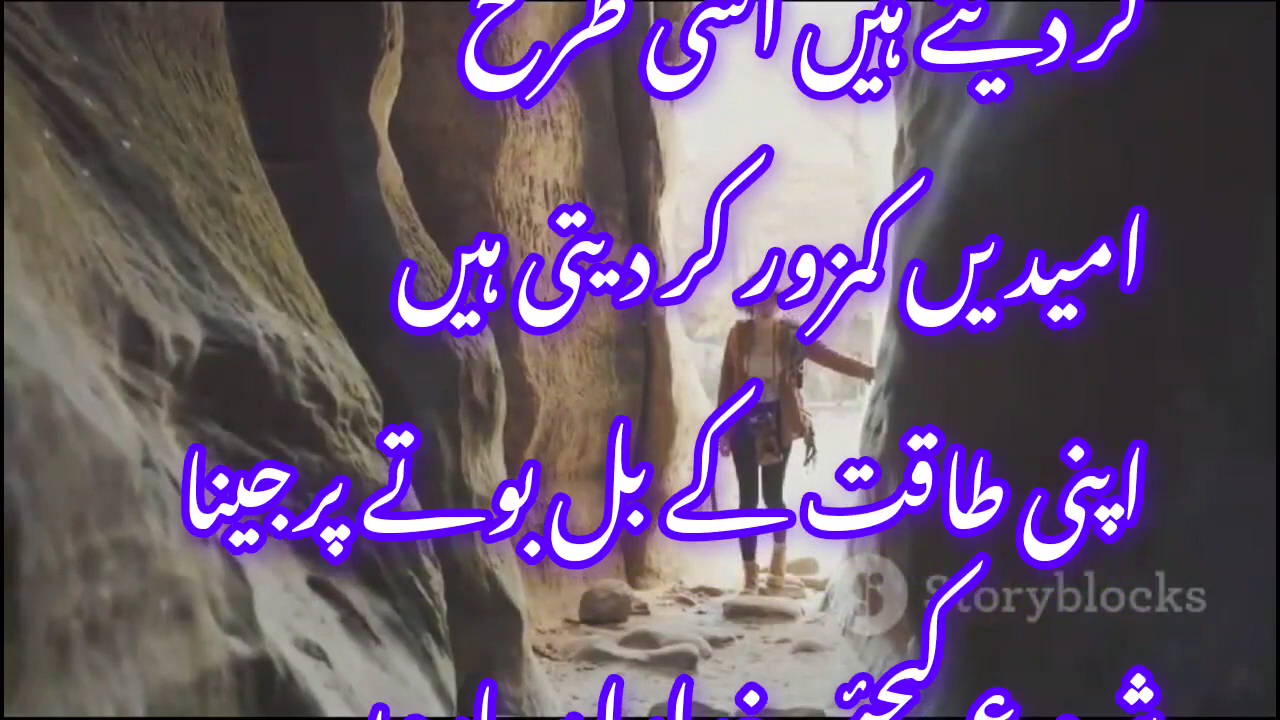 کر دیتے ہیں اسی طرح
امیدیں کمزور کر دیتی ہیں
اپنی طاقت کے بل بوتے پر جینا
شروع کیجئے
Storyblocks